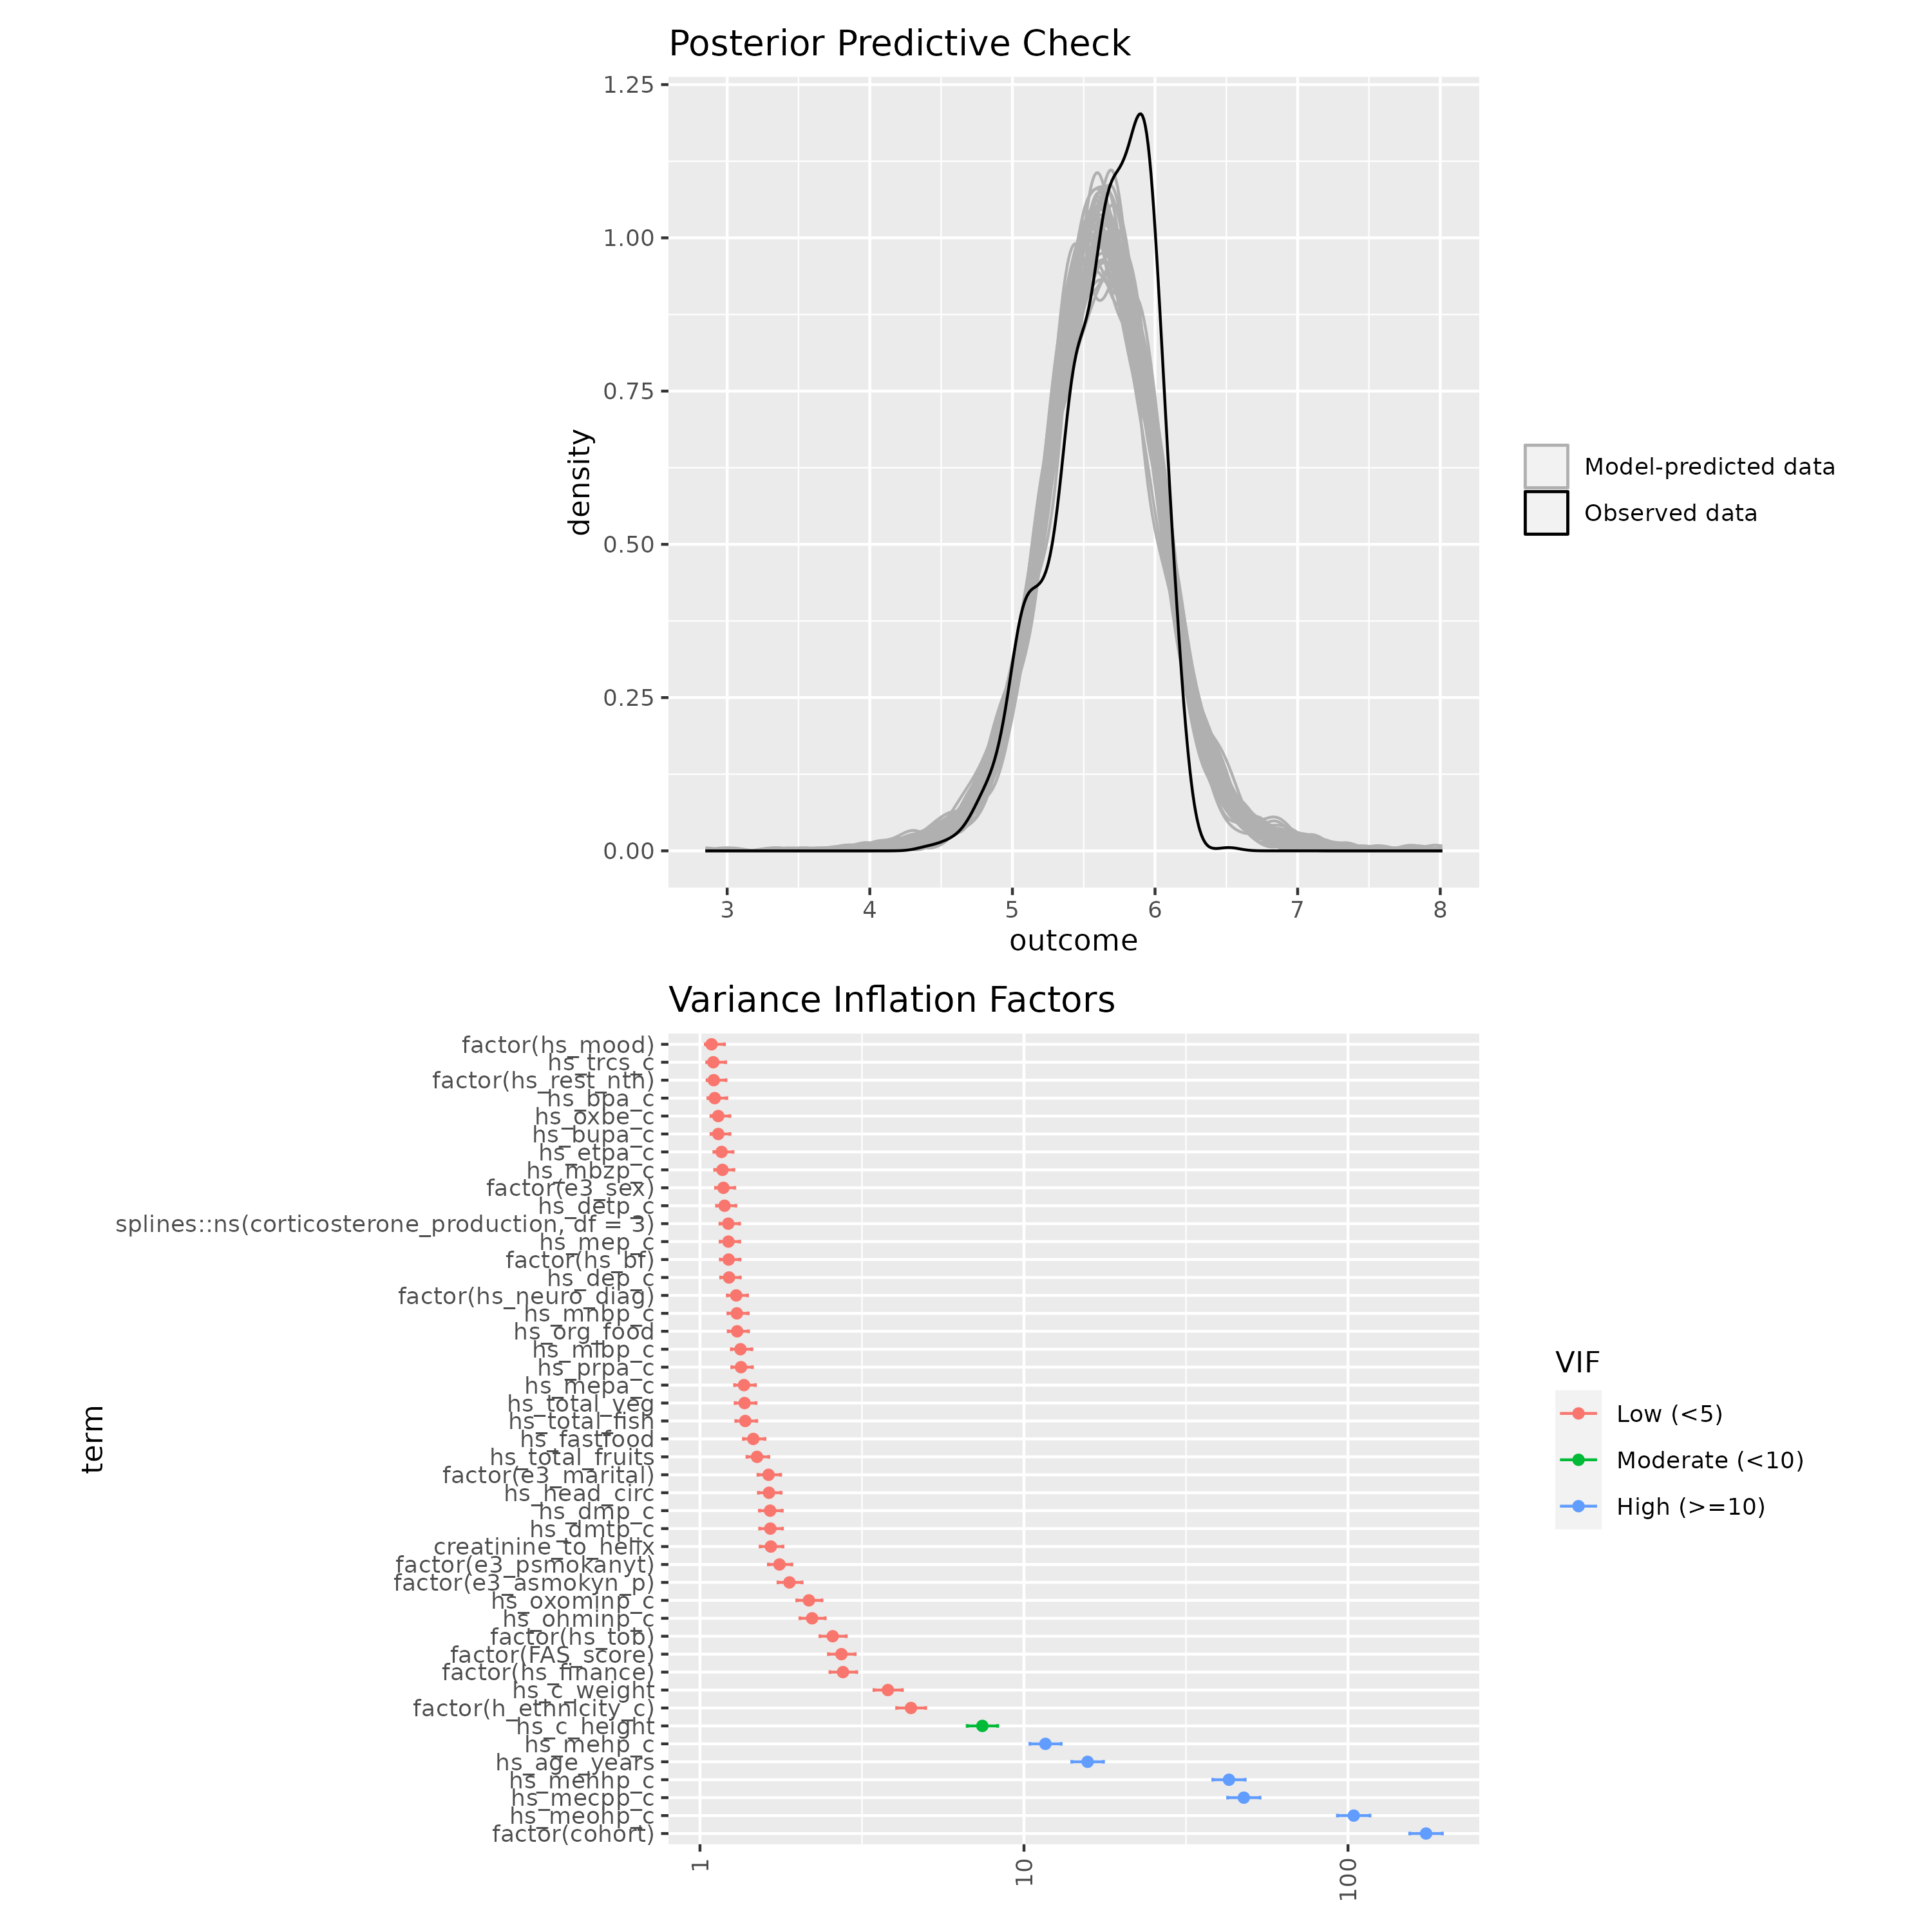 Posterior Predictive Check
1.25
1.00
0.75
0.50
0.25
0.00
density
3 4 5 6 7 8
outcome
Model-predicted data
Observed data
Variance Inflation Factors
factor(hs_mood)
hs_trcs_c
factor(hs_rest_nth)
hs_bpa_c
hs_oxbe_c
hs_bupa_c
hs_etpa_c
hs_mbzp_c
factor(e3_sex)
hs_detp_c
splines::ns(corticosterone_production, df = 3)
hs_mep_c
factor(hs_bf)
hs_dep_c
factor(hs_neuro_diag)
hs_mnbp_c
hs_org_food
hs_mibp_c
hs_prpa_c
hs_mepa_c
hs_total_veg
hs_total_fish
hs_fastfood
hs_total_fruits
factor(e3_marital)
hs_head_circ
hs_dmp_c
hs_dmtp_c
creatinine_to_helix
factor(e3_psmokanyt)
factor(e3_asmokyn_p)
hs_oxominp_c
hs_ohminp_c
factor(hs_tob)
factor(FAS_score)
factor(hs_finance)
hs_c_weight
factor(h_ethnicity_c)
hs_c_height
hs_mehp_c
hs_age_years
hs_mehhp_c
hs_mecpp_c
hs_meohp_c
factor(cohort)
term
1 10 100
VIF
Low (<5)
Moderate (<10)
High (>=10)